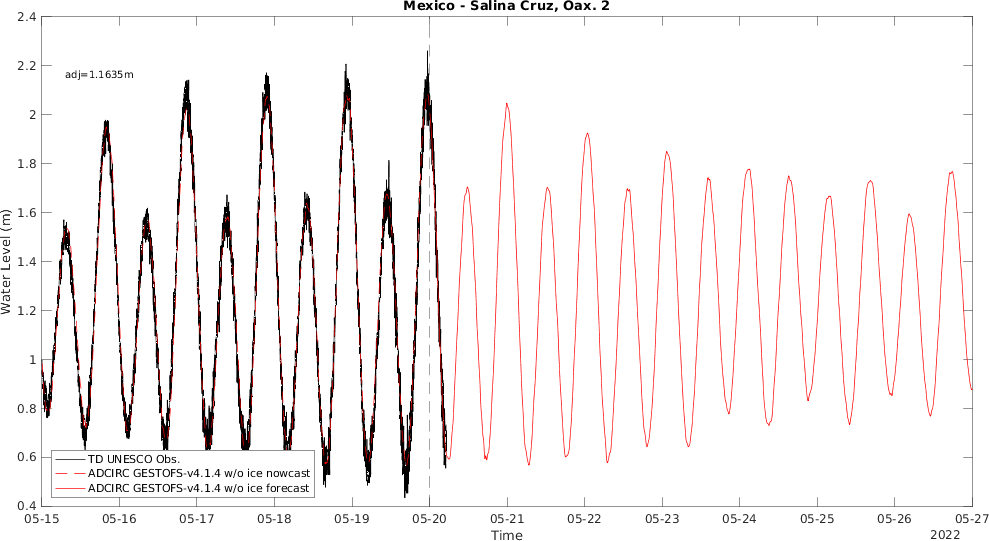 Mexico - Salina Cruz, Oax. 2
2.4
2.2
2
1.8
1.6
1.4
1.2
1
0.8
0.6
0.4
Water Level (m)
adj=1.1635m
TD UNESCO Obs.
ADCIRC GESTOFS-v4.1.4 w/o ice nowcast
ADCIRC GESTOFS-v4.1.4 w/o ice forecast
05-15 05-16 05-17 05-18 05-19 05-20 05-21 05-22 05-23 05-24 05-25 05-26 05-27
Time
2022